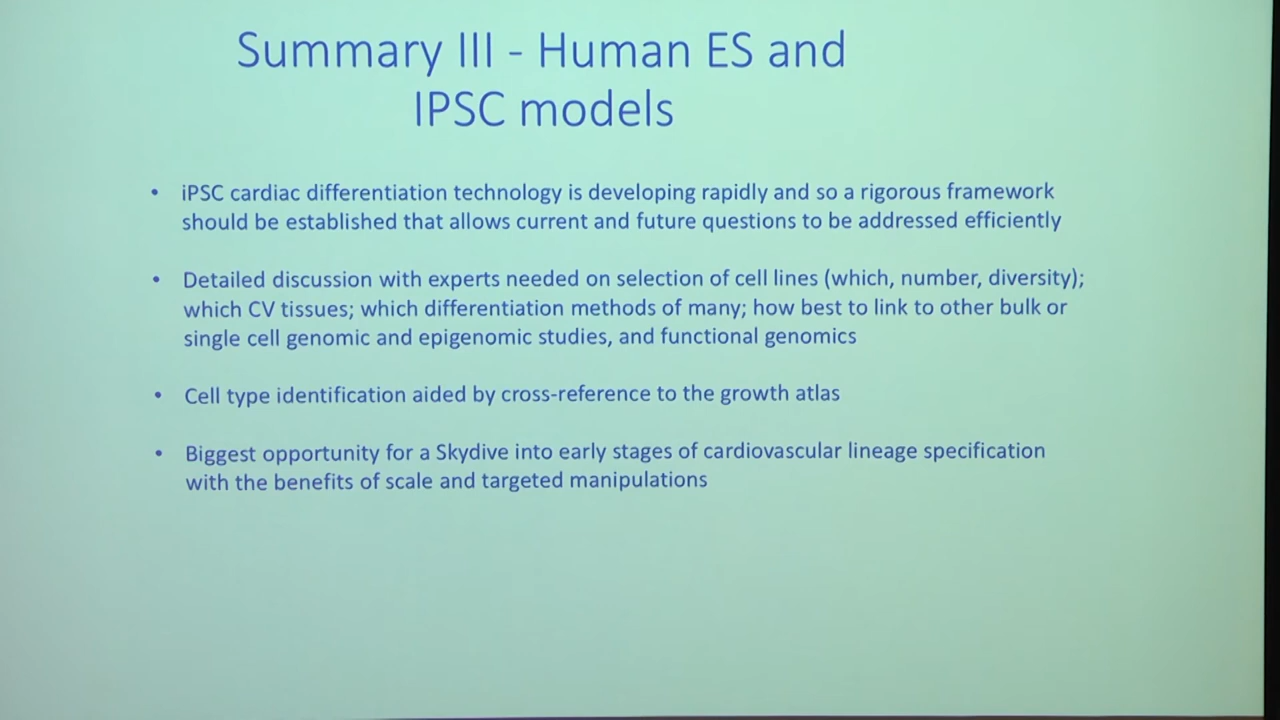 Summary III - Human ES and
IPSC models
• iPSC cardiac differentiation technology is developing rapidly and so a rigorous framework
should be established that allows current and future questions to be addressed efficiently
• Detailed discussion with experts needed on selection of cell lines (which, number, diversity);
which CV tissues; which differentiation methods of many; how best to link to other bulk or
single cell genomic and epigenomic studies, and functional genomics
• Cell type identification aided by cross-reference to the growth atlas
• Biggest opportunity for a Skydive into early stages of cardiovascular lineage specification
with the benefits of scale and targeted manipulations